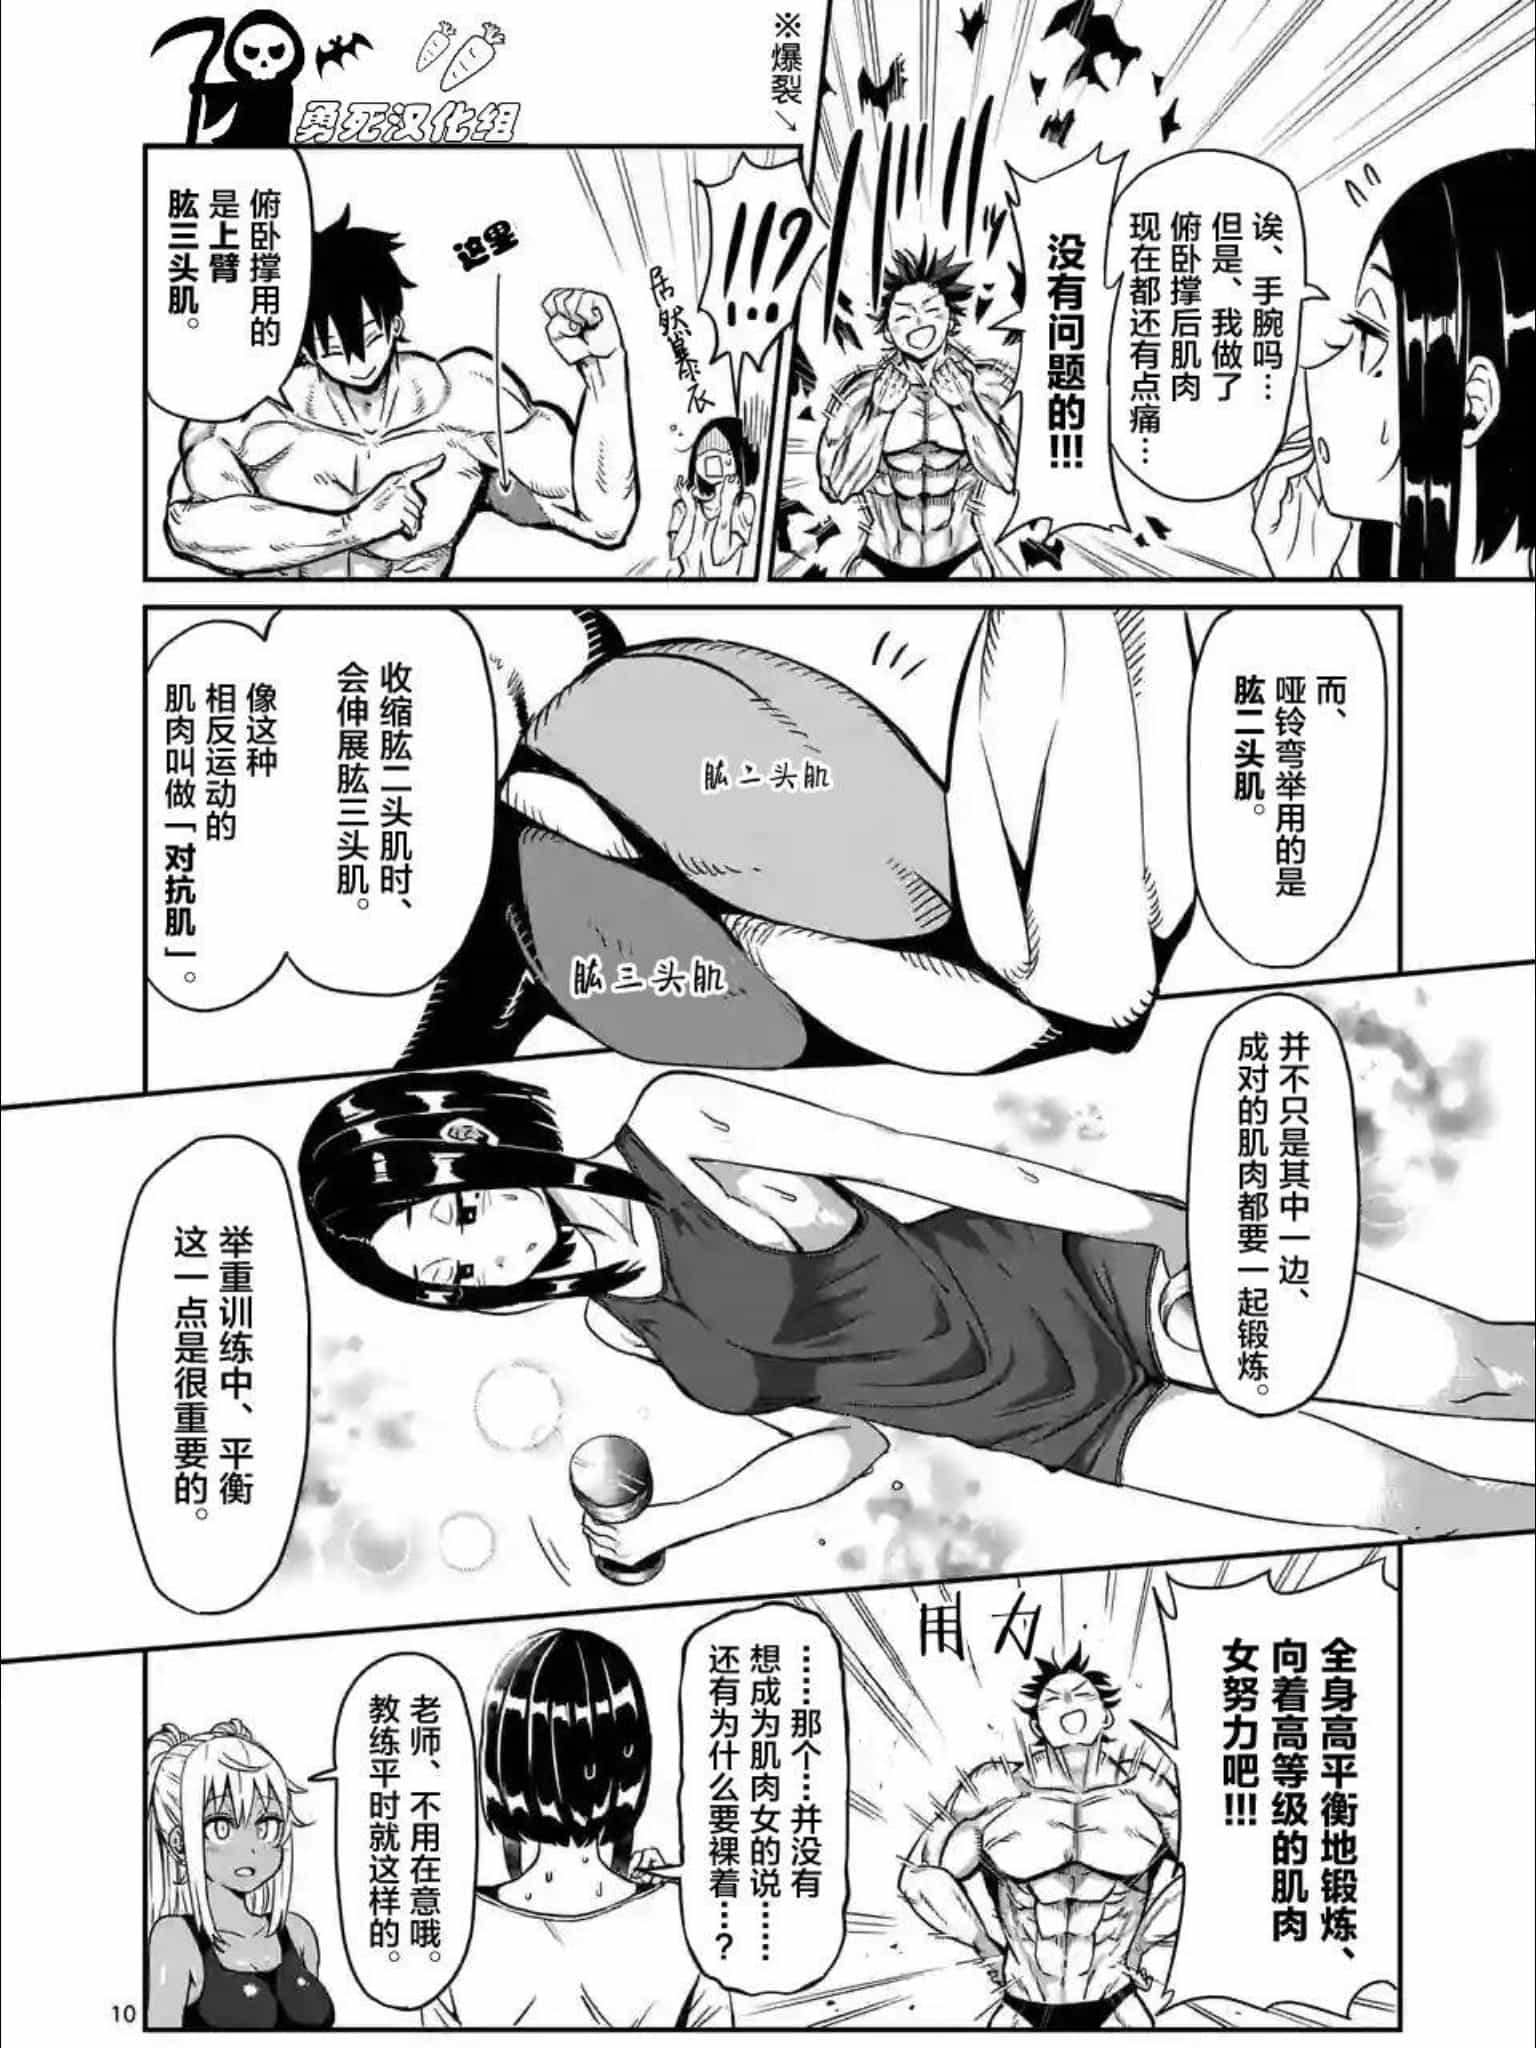 勇死汉化组
※爆裂→
诶、手腕吗…
但是、我做了
俯卧撑后肌肉
现在都还有点痛…
没有问题的!!!
!!!?
居然暴衣
俯卧撑用的
是上臂
肱三头肌。
这里
而、
哑铃弯举用的是
肱二头肌。
肱二头肌
肱三头肌
收缩肱二头肌时、
会伸展肱三头肌。
像这种
相反运动的
肌肉叫做「对抗肌」。
并不只是其中一边、
成对的肌肉都要一起锻炼。
举重训练中、平衡
这一点是很重要的。
全身高平衡地锻炼、
向着高等级的肌肉
女努力吧!!!
用力
……那个…并没有
想成为肌肉女的说……
还有为什么要裸着…?
老师、不用在意哦。
教练平时就这样的。
10